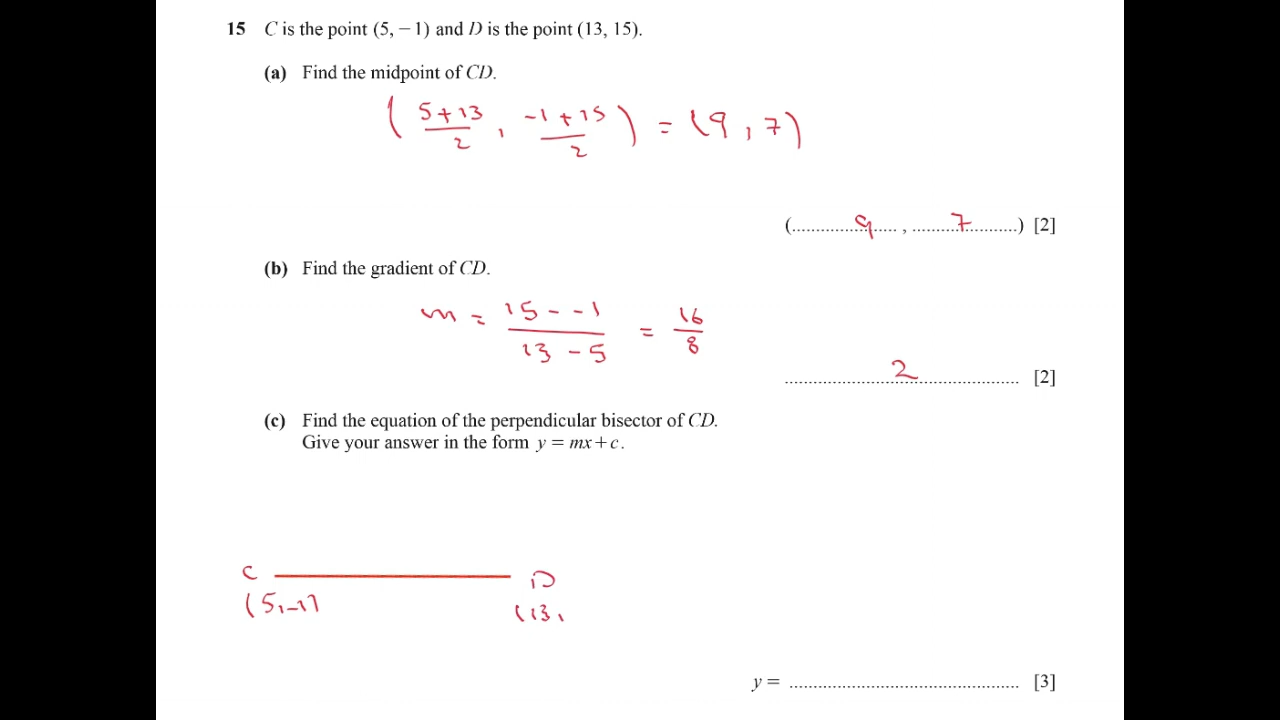 15 C is the point (5, −1) and D is the point (13, 15).
(a) Find the midpoint of CD.
( 5+13/2 , -1+15/2 ) = (9, 7)
(.................9....., .........7............) [2]
(b) Find the gradient of CD.
m = 15 - -1 / 13 - 5 = 16/8
2 [2]
(c) Find the equation of the perpendicular bisector of CD.
Give your answer in the form y = mx + c.
C D
(5,-1) (13,
y = ................................................ [3]